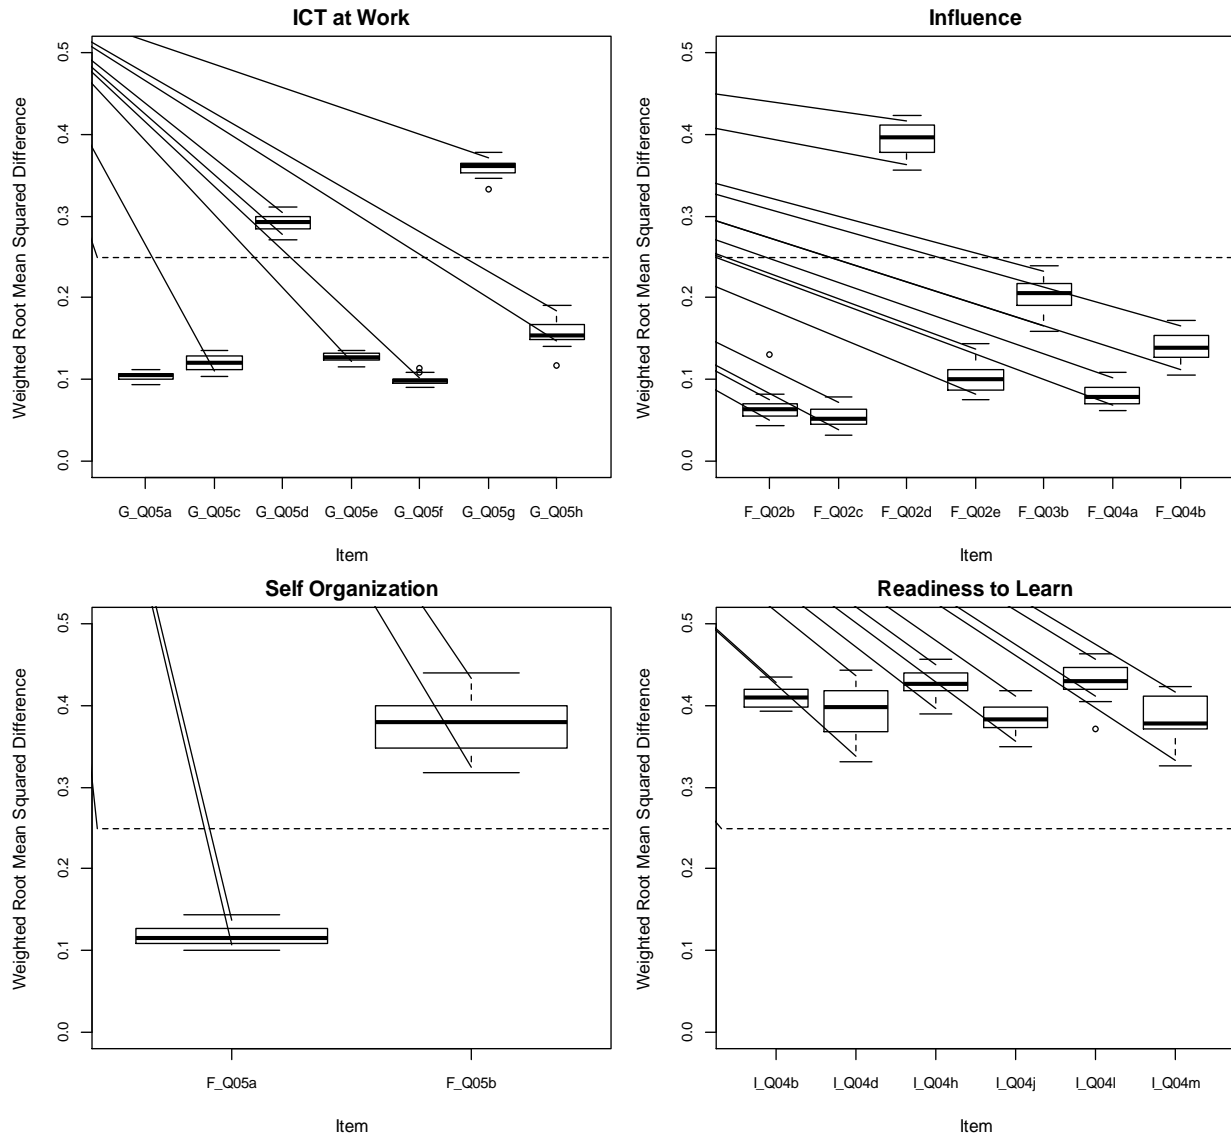 ICT at Work
Weighted Root Mean Squared Difference
0.5
0.4
0.3
0.2
0.1
0.0
G_Q05a G_Q05c G_Q05d G_Q05e G_Q05f G_Q05g G_Q05h
Item
Influence
Weighted Root Mean Squared Difference
0.5
0.4
0.3
0.2
0.1
0.0
F_Q02b F_Q02c F_Q02d F_Q02e F_Q03b F_Q04a F_Q04b
Item
Self Organization
Weighted Root Mean Squared Difference
0.5
0.4
0.3
0.2
0.1
0.0
F_Q05a F_Q05b
Item
Readiness to Learn
Weighted Root Mean Squared Difference
0.5
0.4
0.3
0.2
0.1
0.0
I_Q04b I_Q04d I_Q04h I_Q04j I_Q04l I_Q04m
Item